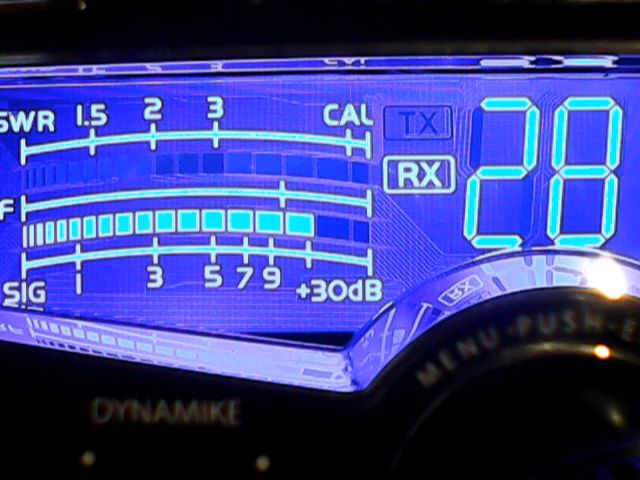 SWR 1.5 2 3 CAL
TX
RX
28
F
1 3 5 7 9 +30dB
SIG
RX
MENU-PUSH-E
DYNAMIKE